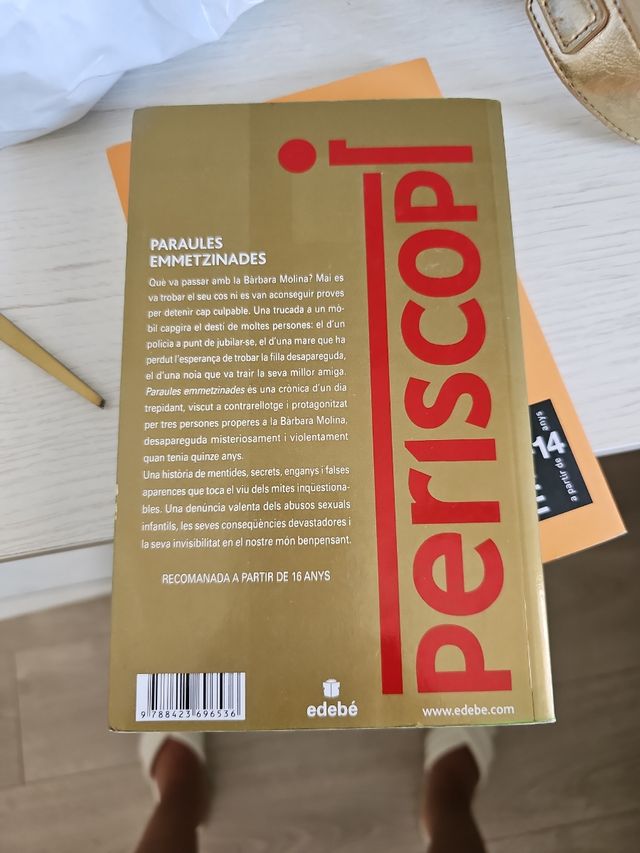 PARAULES
EMMETZINADES
Què va passar amb la Bàrbara Molina? Mai es
va trobar el seu cos ni es van aconseguir proves
per detenir cap culpable. Una trucada a un mò-
bil capgira el destí de moltes persones: el d'un
policia a punt de jubilar-se, el d'una mare que ha
perdut l'esperança de trobar la filla desapareguda,
el d'una noia que va trair la seva millor amiga.
Paraules emmetzinades és una crònica d'un dia
trepidant, viscut a contrarellotge i protagonitzat
per tres persones properes a la Bàrbara Molina,
desapareguda misteriosament i violentament
quan tenia quinze anys.
Una història de mentides, secrets, enganys i falses
aparences que toca el viu dels mites inqüestiona-
bles. Una denúncia valenta dels abusos sexuals
infantils, les seves conseqüències devastadores i
la seva invisibilitat en el nostre món benpensant.
RECOMANADA A PARTIR DE 16 ANYS
9 788423 696536
edebé
www.edebe.com
periscopi
14
a partir de anys